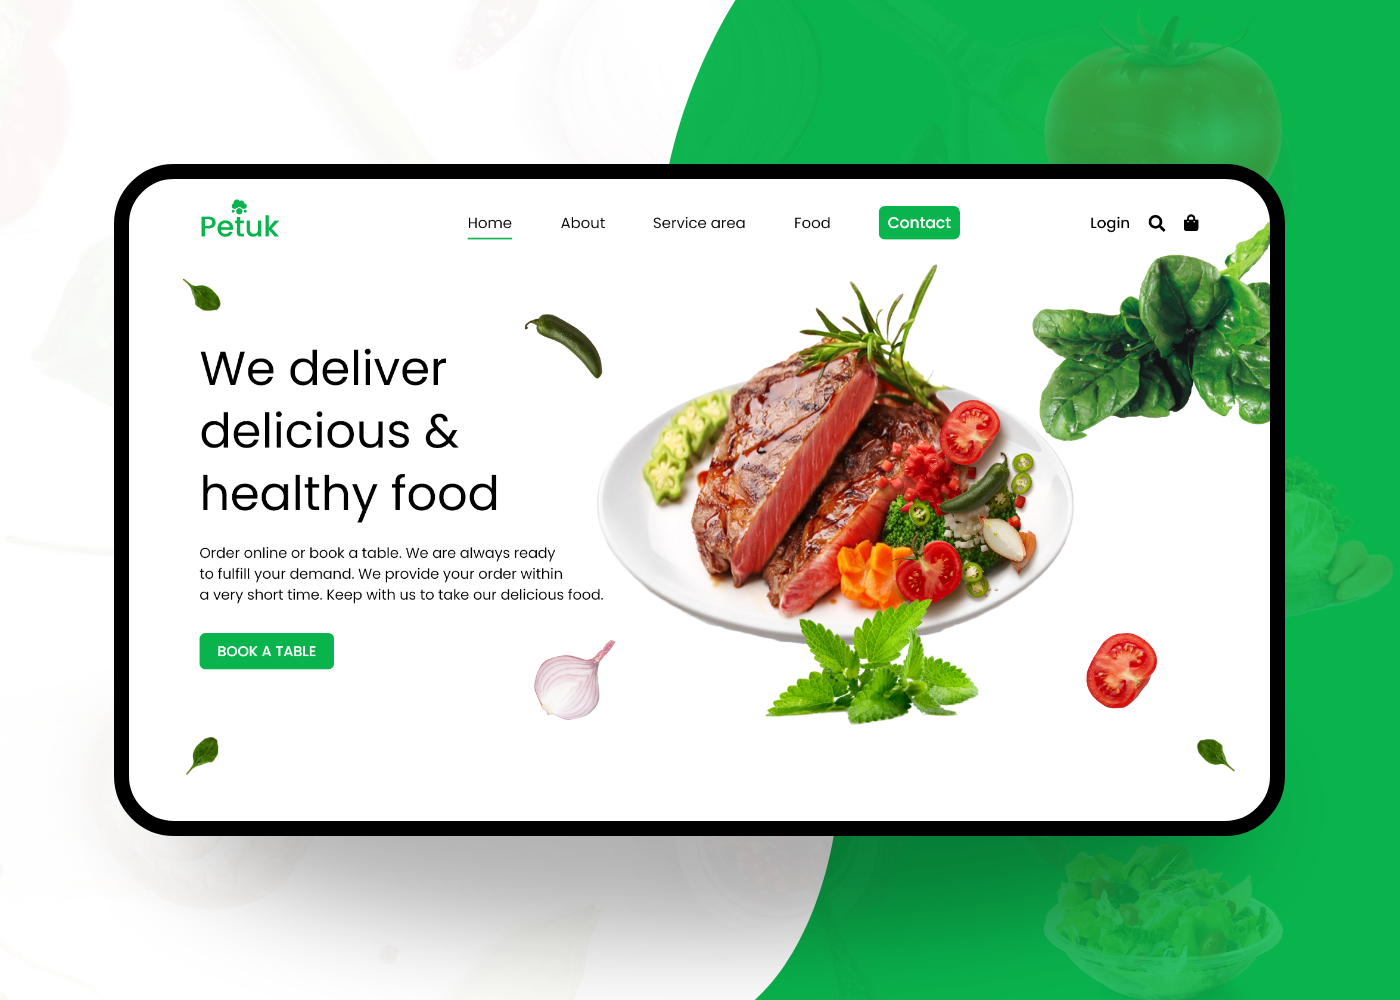 Petuk
Home
About
Service area
Food
Contact
Login
We deliver
delicious &
healthy food
Order online or book a table. We are always ready
to fulfill your demand. We provide your order within
a very short time. Keep with us to take our delicious food.
BOOK A TABLE